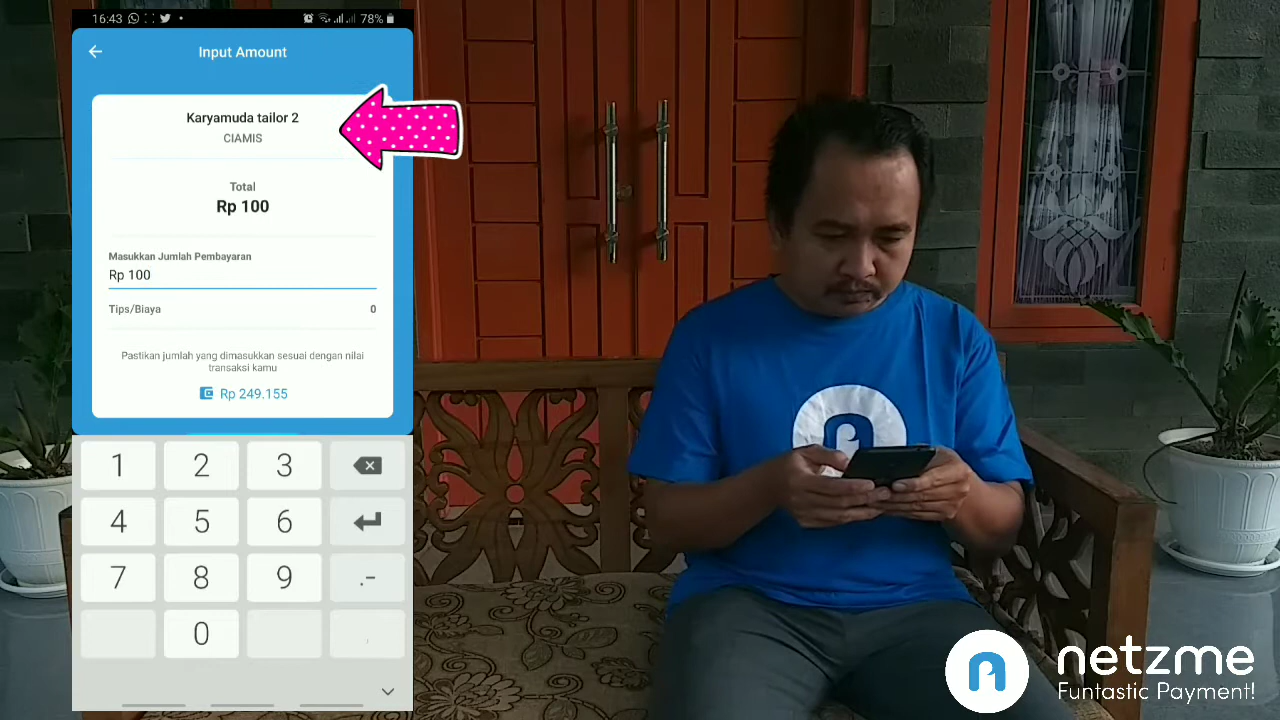 16:43
78%
Input Amount
Karyamuda tailor 2
CIAMIS
Total
Rp 100
Masukkan Jumlah Pembayaran
Rp 100
Tips/Biaya 0
Pastikan jumlah yang dimasukkan sesuai dengan nilai
transaksi kamu
Rp 249.155
1 2 3
4 5 6
7 8 9 .-
0 ,
netzme
Funtastic Payment!